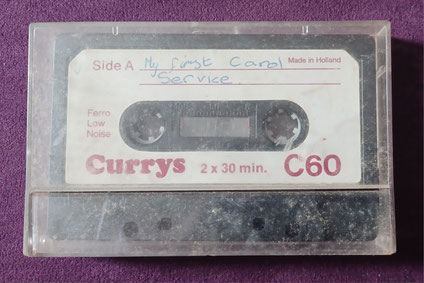 Side A My first Carol Made in Holland
Service.
Ferro
Low
Noise
Currys 2 x 30 min. C60